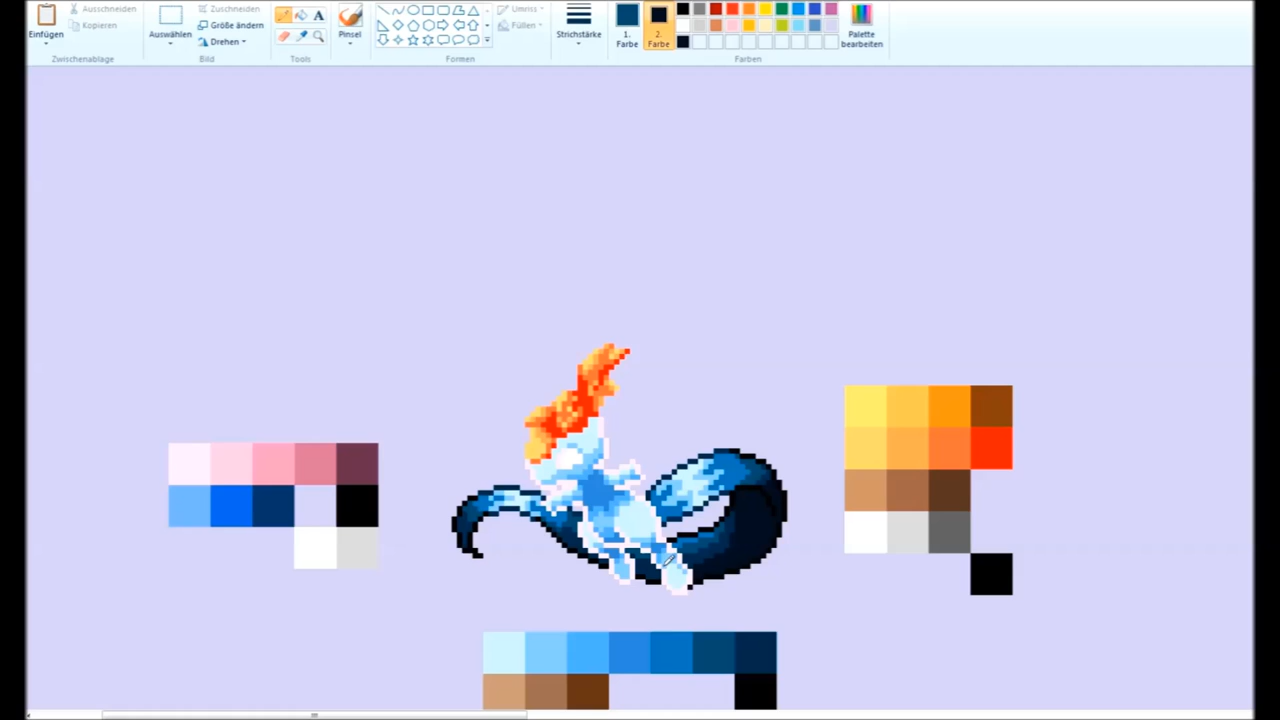 Einfügen
Ausschneiden
Kopieren
Zwischenablage
Auswählen
Zuschneiden
Größe ändern
Drehen
Bild
A
Tools
Pinsel
Umriss
Füllen
Formen
Strichstärke
1.
Farbe
2.
Farbe
Palette
bearbeiten
Farben